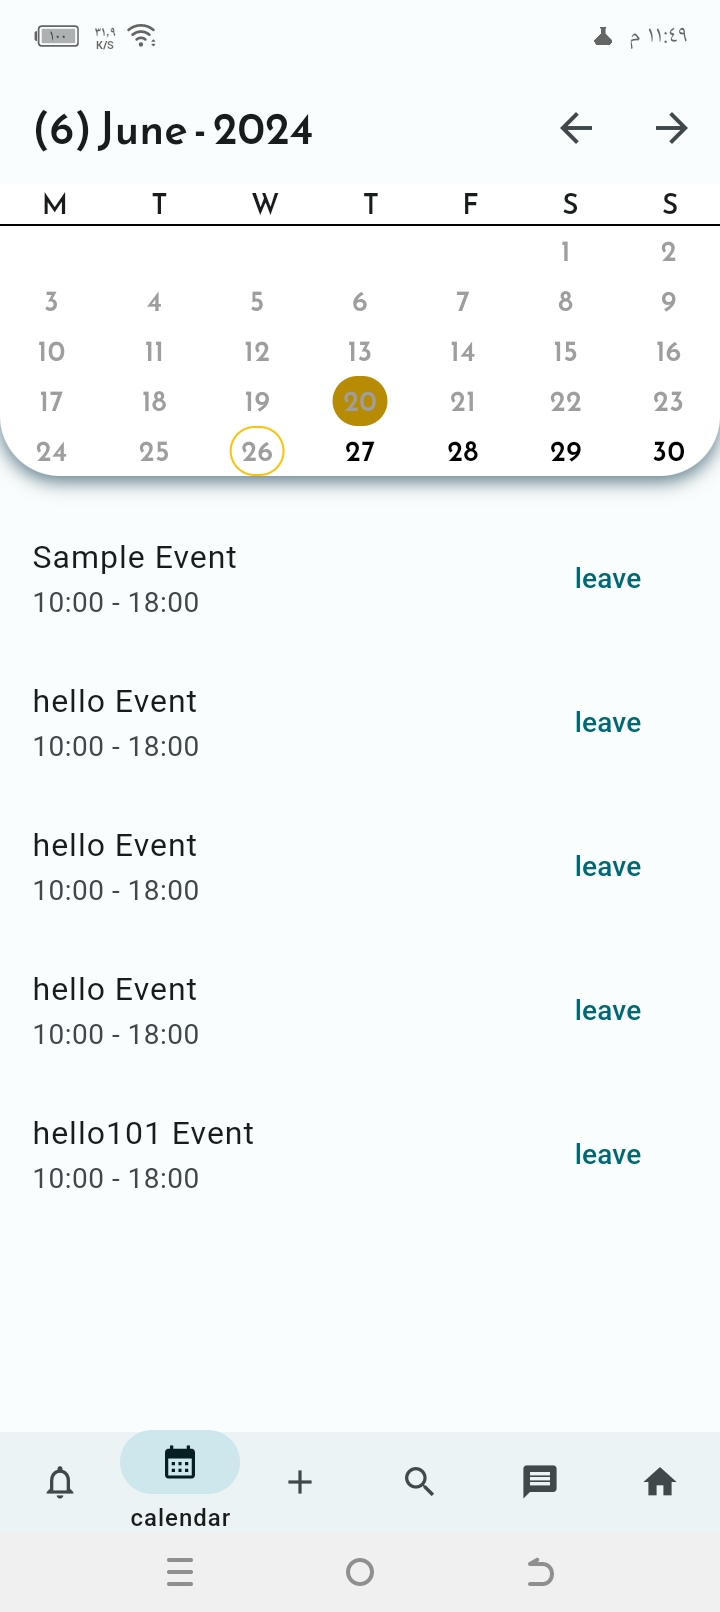 ١٠٠ ٣١,٩ K/S ١١:٤٩ م
(6) June - 2024
M T W T F S S
1 2
3 4 5 6 7 8 9
10 11 12 13 14 15 16
17 18 19 20 21 22 23
24 25 26 27 28 29 30
Sample Event
10:00 - 18:00
leave
hello Event
10:00 - 18:00
leave
hello Event
10:00 - 18:00
leave
hello Event
10:00 - 18:00
leave
hello101 Event
10:00 - 18:00
leave
calendar